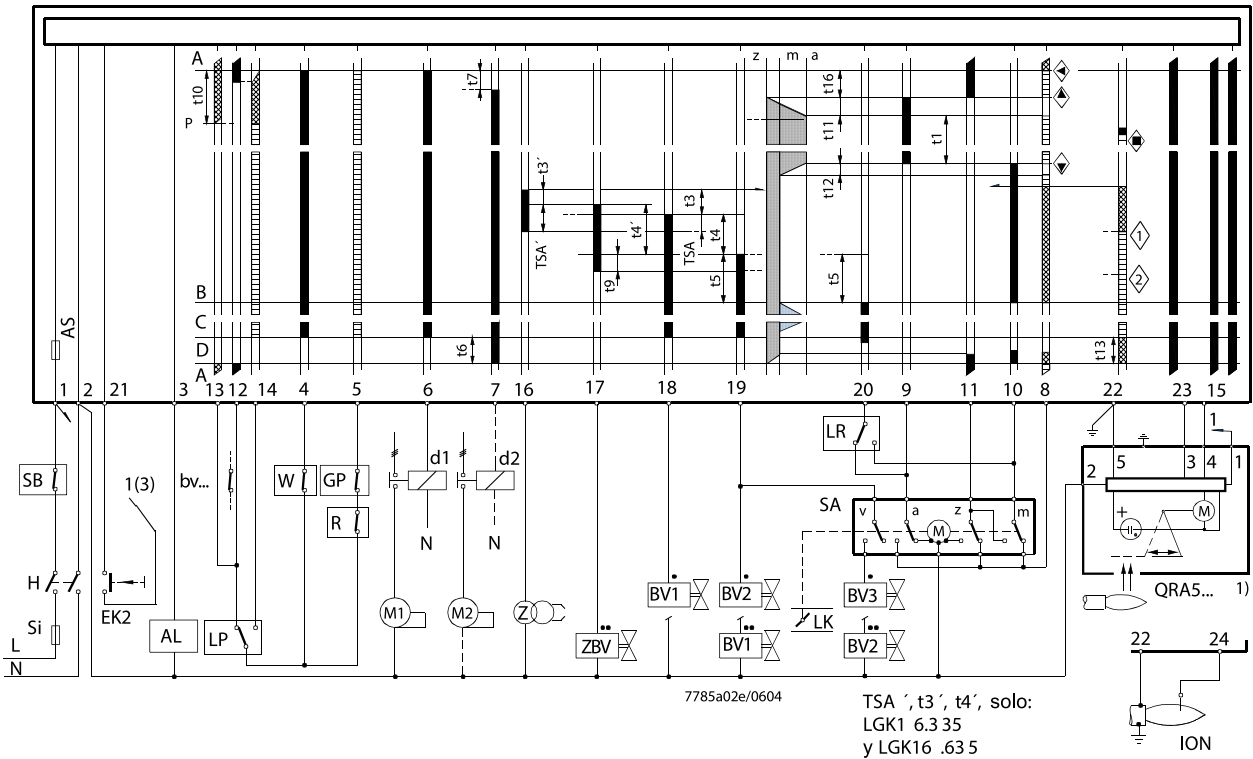 z m a
A
t10
P
t7
t16
t11
t1
t12
t3´
TSA´
t4´
t9
t3
TSA
t4
t5
t5
1
2
B
C
D
A
t6
t13
AS
1 2 21 3 13 12 14 4 5 6 7 16 17 18 19 20 9 11 10 8 22 23 15
SB
1(3)
bv...
W
GP
R
d1
d2
N
N
LR
SA
v a z m
M
1
2 5 3 4 1
+
M
QRA5...
1)
H
EK2
Si
L
N
AL
LP
M1
M2
Z
ZBV
BV1
BV2
BV1
LK
BV3
BV2
22 24
ION
7785a02e/0604
TSA ´, t3 ´, t4´, solo:
LGK1 6.3 35
y LGK16 .63 5